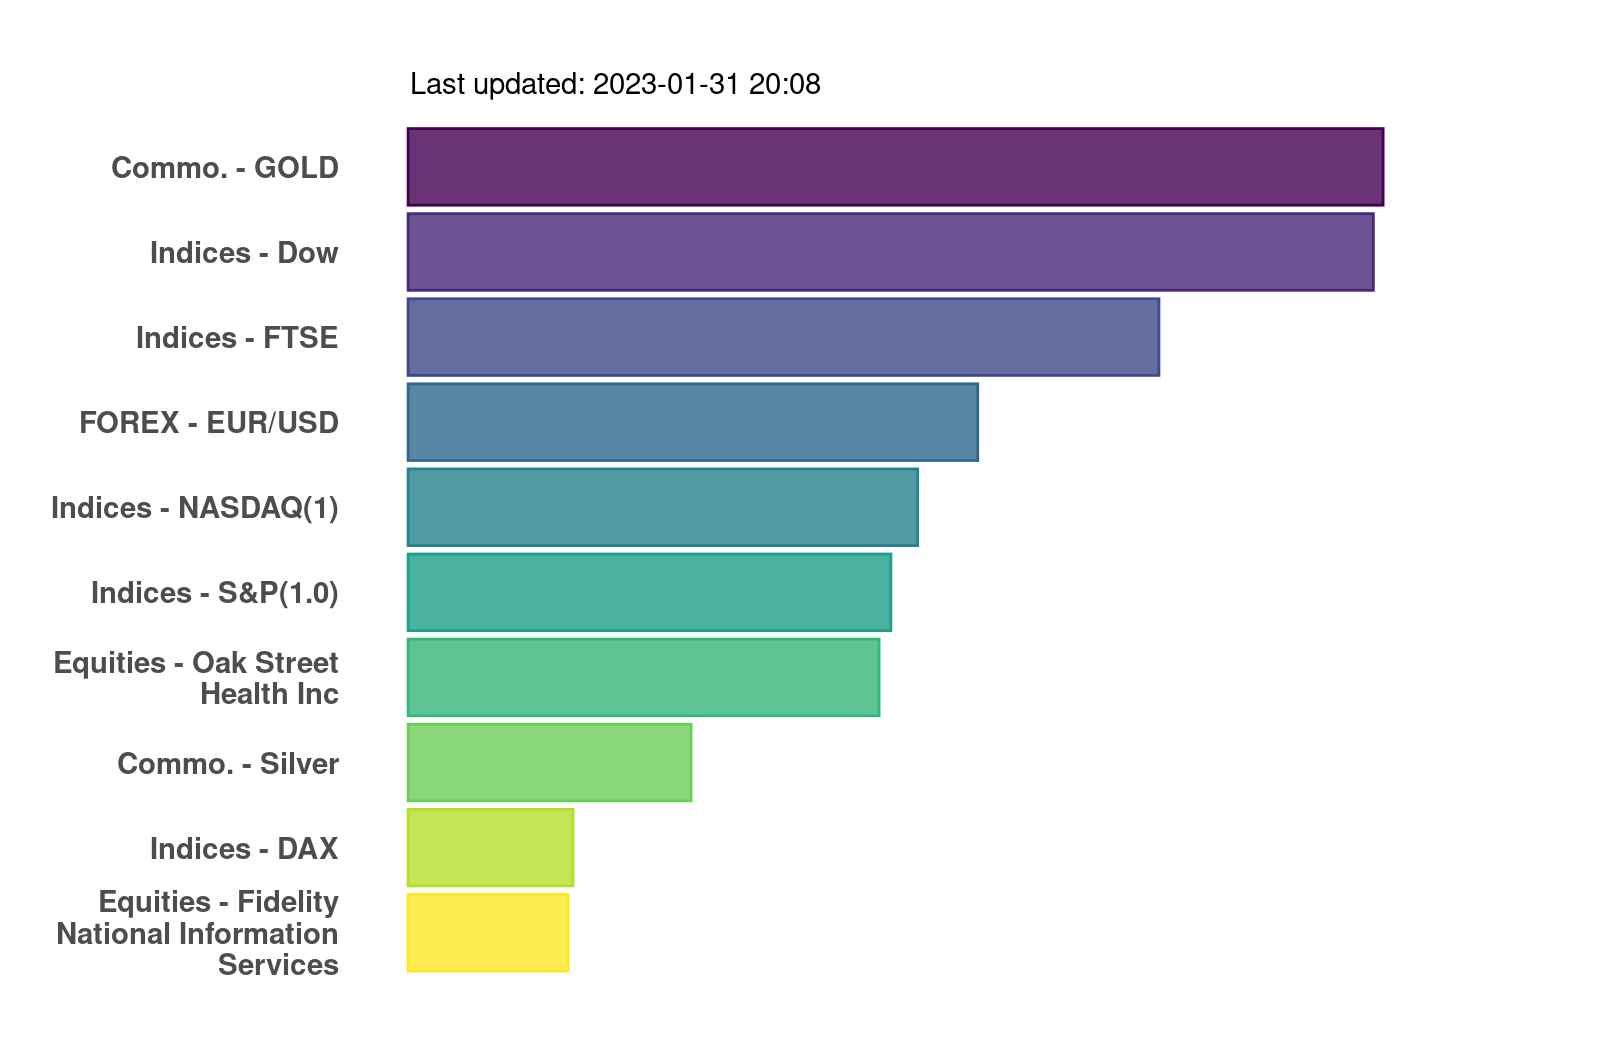 Last updated: 2023-01-31 20:08
Commo. - GOLD
Indices - Dow
Indices - FTSE
FOREX - EUR/USD
Indices - NASDAQ(1)
Indices - S&P(1.0)
Equities - Oak Street
Health Inc
Commo. - Silver
Indices - DAX
Equities - Fidelity
National Information
Services